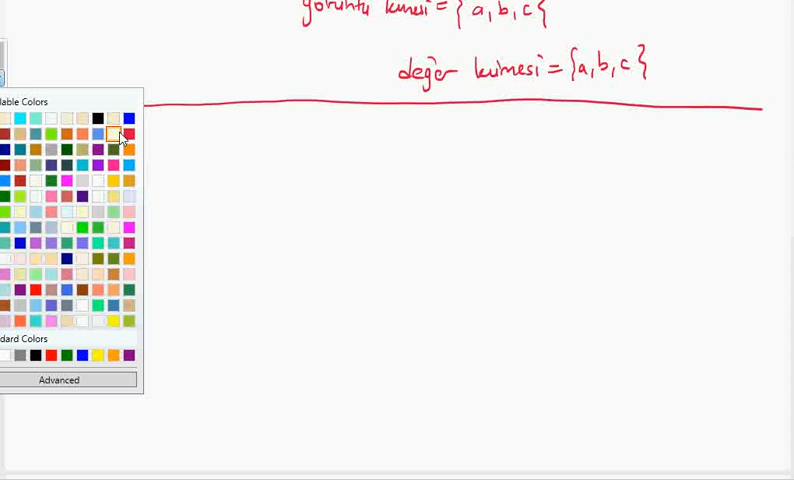 görüntü kümesi = { a, b, c }
değer kümesi = {a, b, c }
lable Colors
dard Colors
Advanced